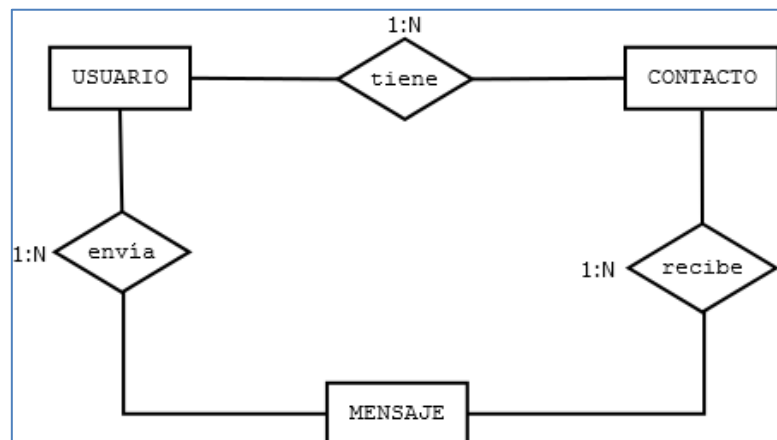 1:N
USUARIO
tiene
CONTACTO
1:N
envía
1:N
recibe
MENSAJE